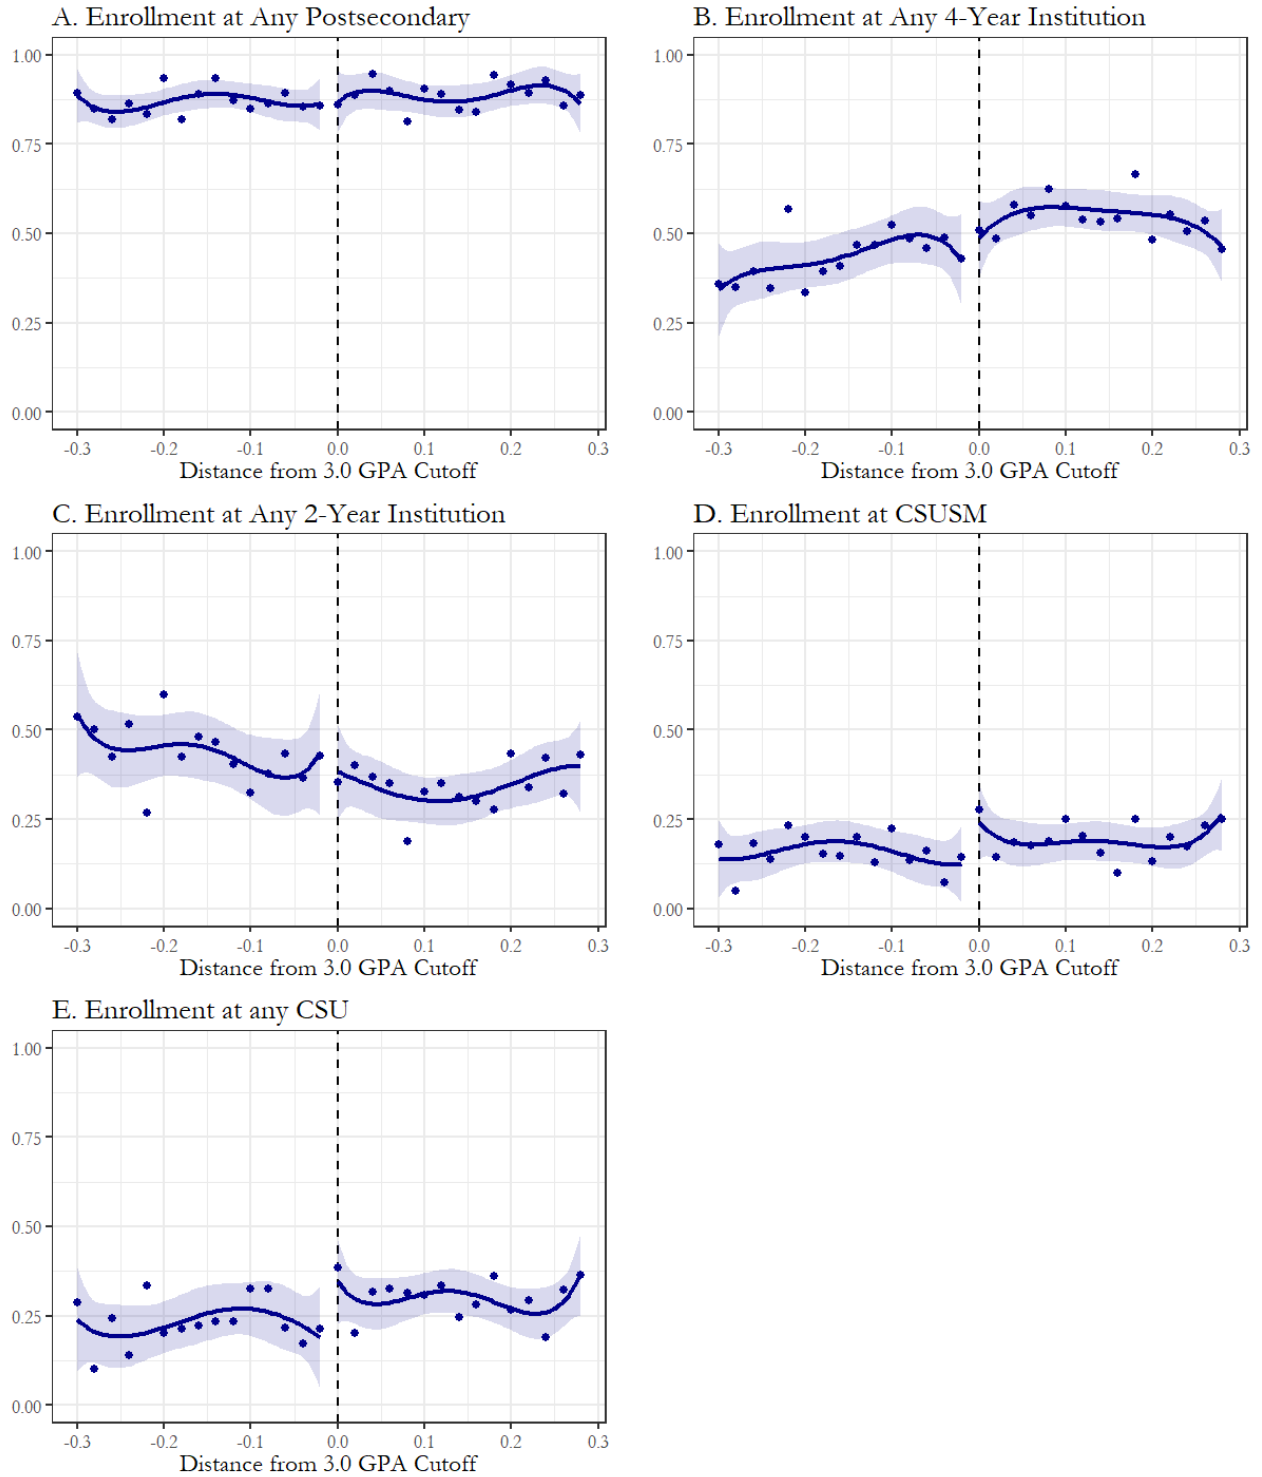 A. Enrollment at Any Postsecondary
1.00
0.75
0.50
0.25
0.00
-0.3 -0.2 -0.1 0.0 0.1 0.2 0.3
Distance from 3.0 GPA Cutoff
B. Enrollment at Any 4-Year Institution
1.00
0.75
0.50
0.25
0.00
-0.3 -0.2 -0.1 0.0 0.1 0.2 0.3
Distance from 3.0 GPA Cutoff
C. Enrollment at Any 2-Year Institution
1.00
0.75
0.50
0.25
0.00
-0.3 -0.2 -0.1 0.0 0.1 0.2 0.3
Distance from 3.0 GPA Cutoff
D. Enrollment at CSUSM
1.00
0.75
0.50
0.25
0.00
-0.3 -0.2 -0.1 0.0 0.1 0.2 0.3
Distance from 3.0 GPA Cutoff
E. Enrollment at any CSU
1.00
0.75
0.50
0.25
0.00
-0.3 -0.2 -0.1 0.0 0.1 0.2 0.3
Distance from 3.0 GPA Cutoff